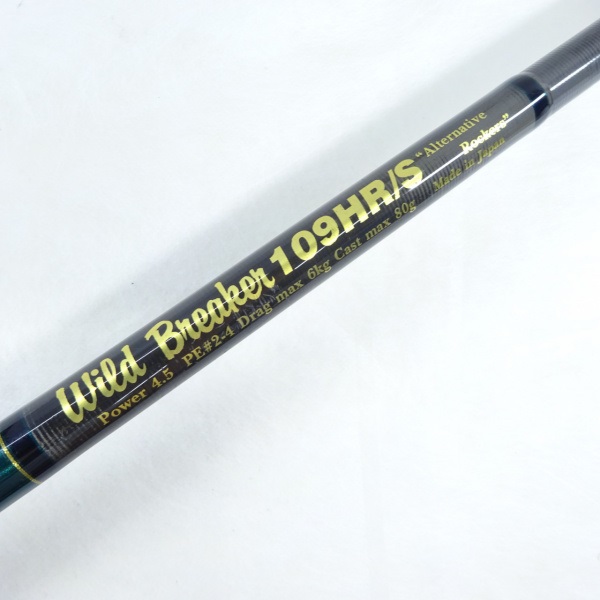 Wild Breaker 109HR/S "Alternative Rockers"
Power 4.5 PE#2-4 Drag max 6kg Cast max 80g Made in Japan